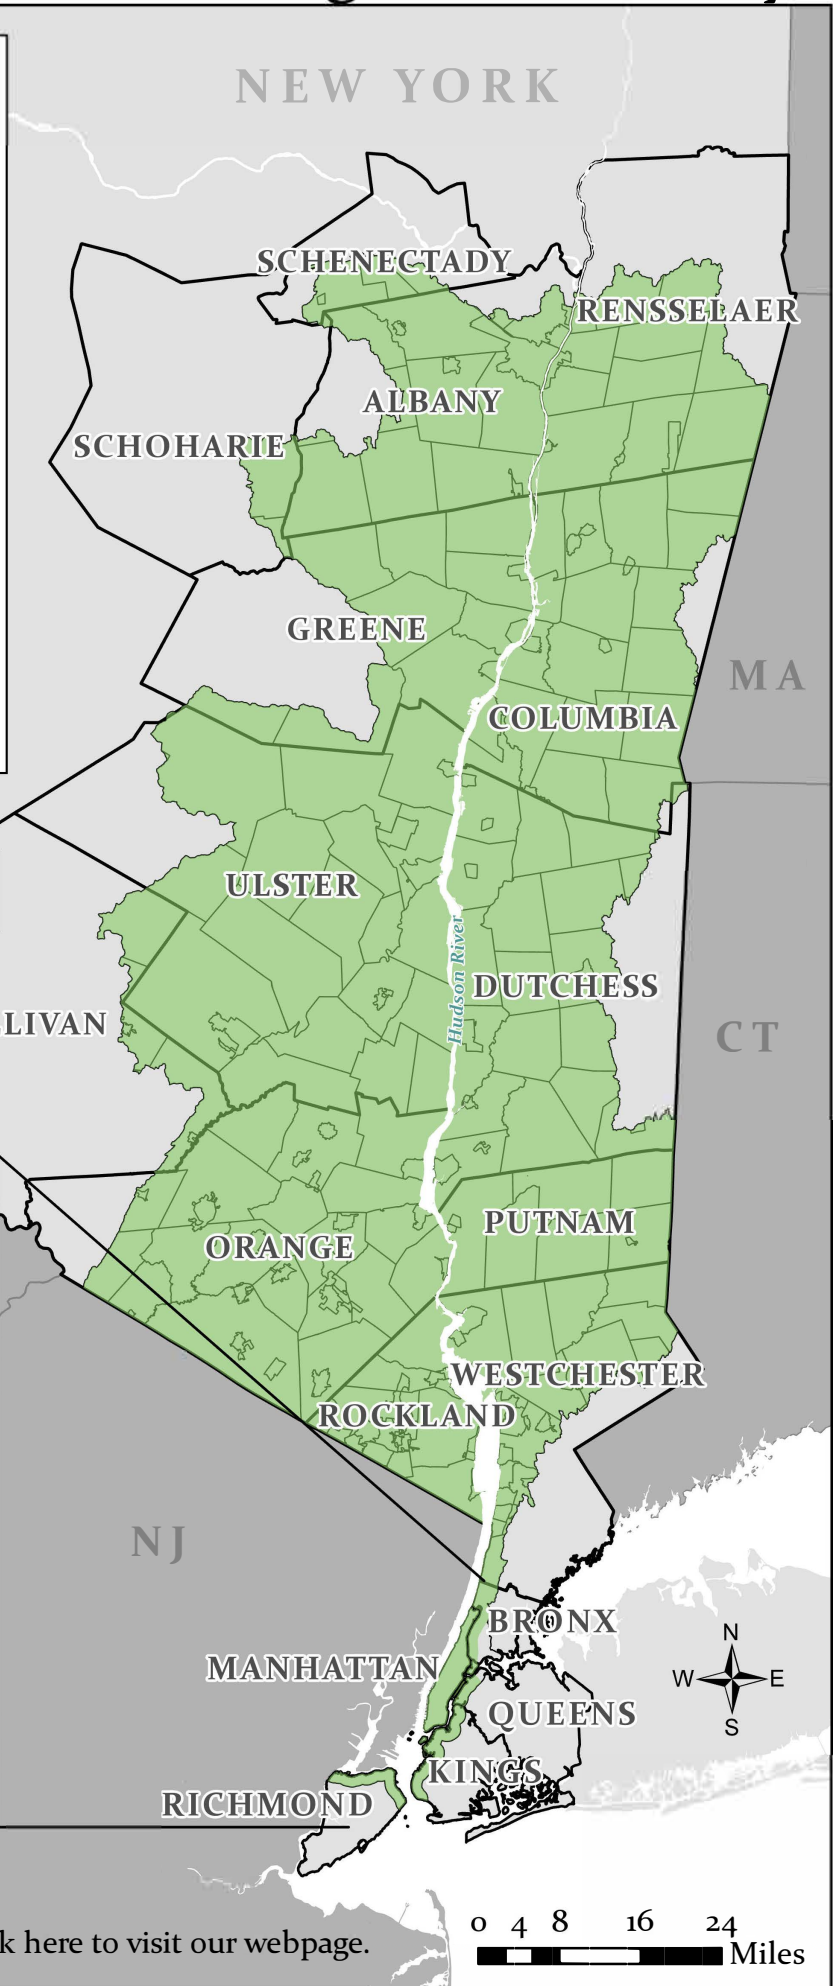 NEW YORK
SCHENECTADY
RENSSELAER
ALBANY
SCHOHARIE
GREENE
MA
COLUMBIA
ULSTER
Hudson River
DUTCHESS
LIVAN
CT
PUTNAM
ORANGE
WESTCHESTER
ROCKLAND
NJ
BRONX
N
MANHATTAN
W E
QUEENS
S
KINGS
RICHMOND
0 4 8 16 24
k here to visit our webpage.
Miles